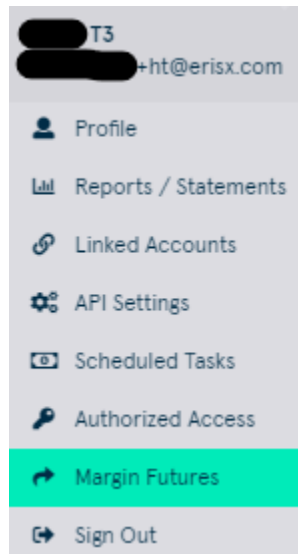 T3
+ht@erisx.com
Profile
Reports / Statements
Linked Accounts
API Settings
Scheduled Tasks
Authorized Access
Margin Futures
Sign Out